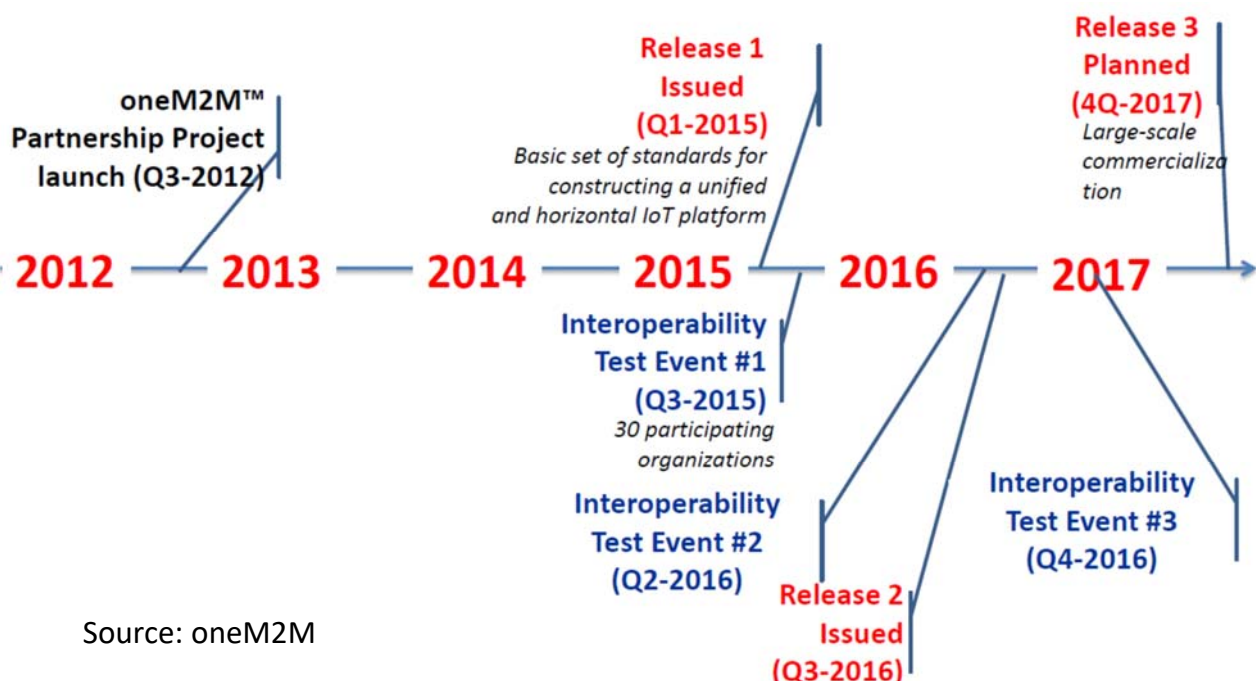 oneM2M™
Partnership Project
launch (Q3-2012)
Release 1
Issued
(Q1-2015)
Basic set of standards for
constructing a unified
and horizontal IoT platform
Release 3
Planned
(4Q-2017)
Large-scale
commercializa
tion
2012
2013
2014
2015
2016
2017
Interoperability
Test Event #1
(Q3-2015)
30 participating
organizations
Interoperability
Test Event #2
(Q2-2016)
Release 2
Issued
(Q3-2016)
Interoperability
Test Event #3
(Q4-2016)
Source: oneM2M